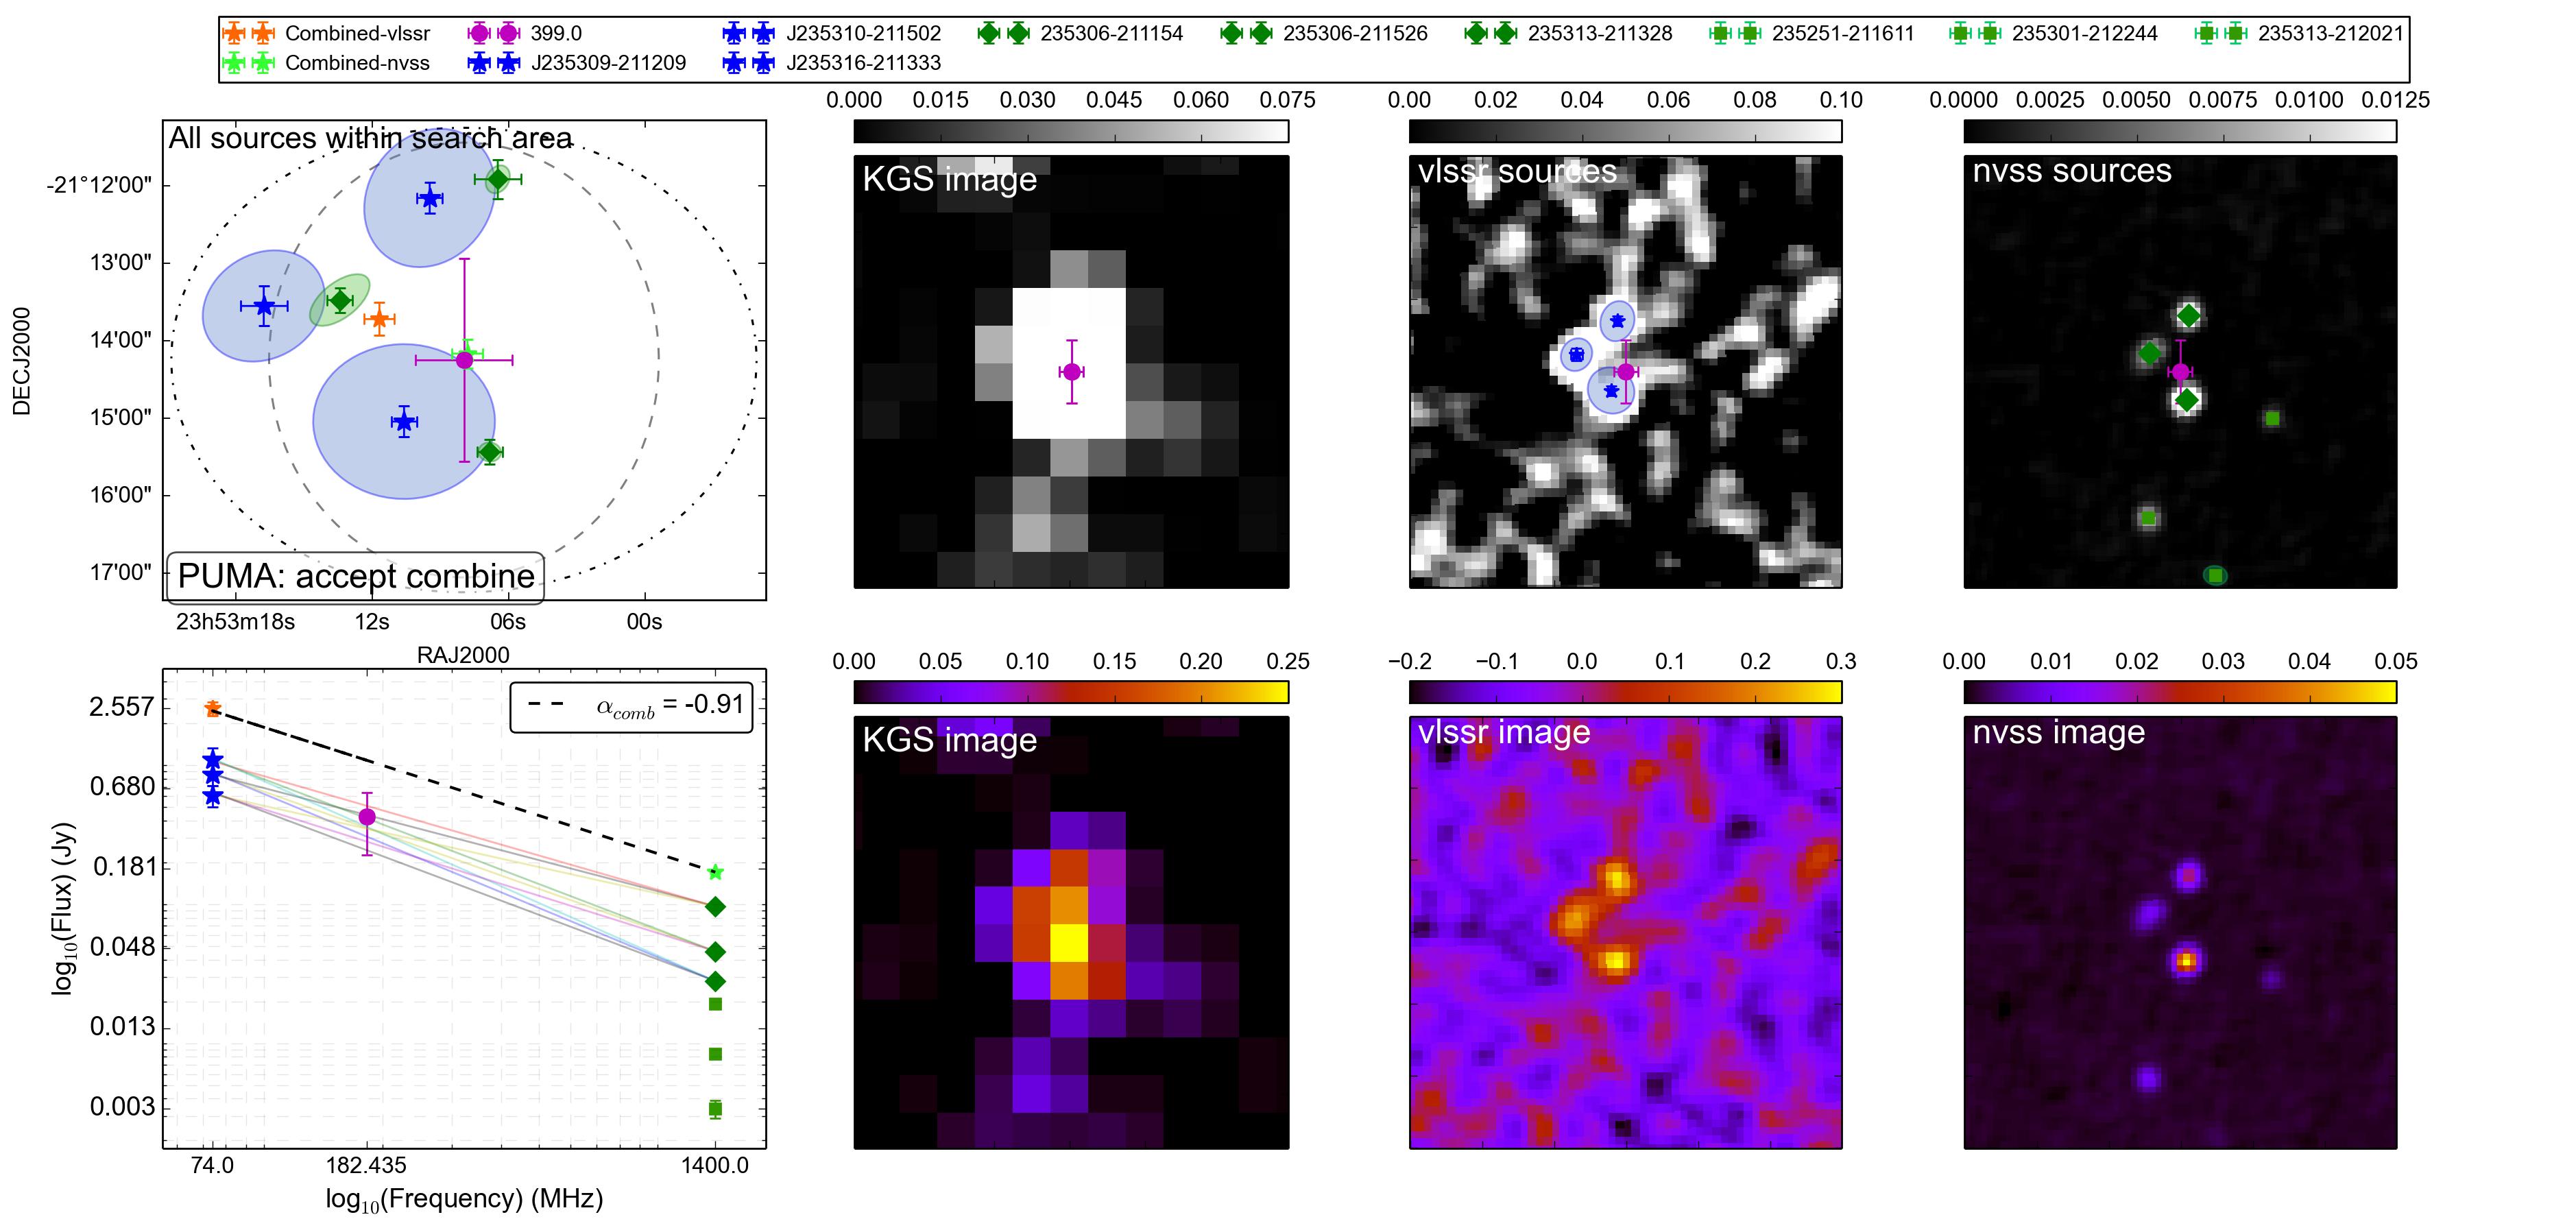 Combined-vlssr 399.0 J235310-211502 235306-211154 235306-211526 235313-211328 235251-211611 235301-212244 235313-212021
Combined-nvss J235309-211209 J235316-211333
0.000 0.015 0.030 0.045 0.060 0.075
0.00 0.02 0.04 0.06 0.08 0.10
0.0000 0.0025 0.0050 0.0075 0.0100 0.0125
All sources within search area
-21°12'00"
13'00"
14'00"
15'00"
16'00"
17'00"
DECJ2000
PUMA: accept combine
23h53m18s 12s 06s 00s
RAJ2000
KGS image
vlssr sources
nvss sources
α_comb = -0.91
2.557
0.680
0.181
0.048
0.013
0.003
log₁₀(Flux) (Jy)
74.0 182.435 1400.0
log₁₀(Frequency) (MHz)
0.00 0.05 0.10 0.15 0.20 0.25
KGS image
−0.2 −0.1 0.0 0.1 0.2 0.3
vlssr image
0.00 0.01 0.02 0.03 0.04 0.05
nvss image